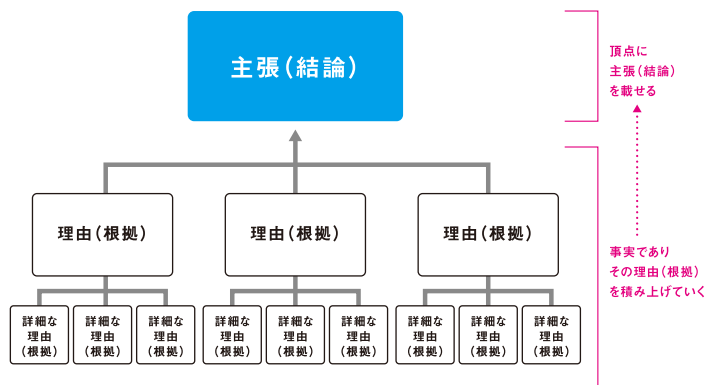 主張(結論)
頂点に
主張(結論)
を載せる
理由(根拠)
理由(根拠)
理由(根拠)
事実であり
その理由(根拠)
を積み上げていく
詳細な
理由
(根拠)
詳細な
理由
(根拠)
詳細な
理由
(根拠)
詳細な
理由
(根拠)
詳細な
理由
(根拠)
詳細な
理由
(根拠)
詳細な
理由
(根拠)
詳細な
理由
(根拠)
詳細な
理由
(根拠)